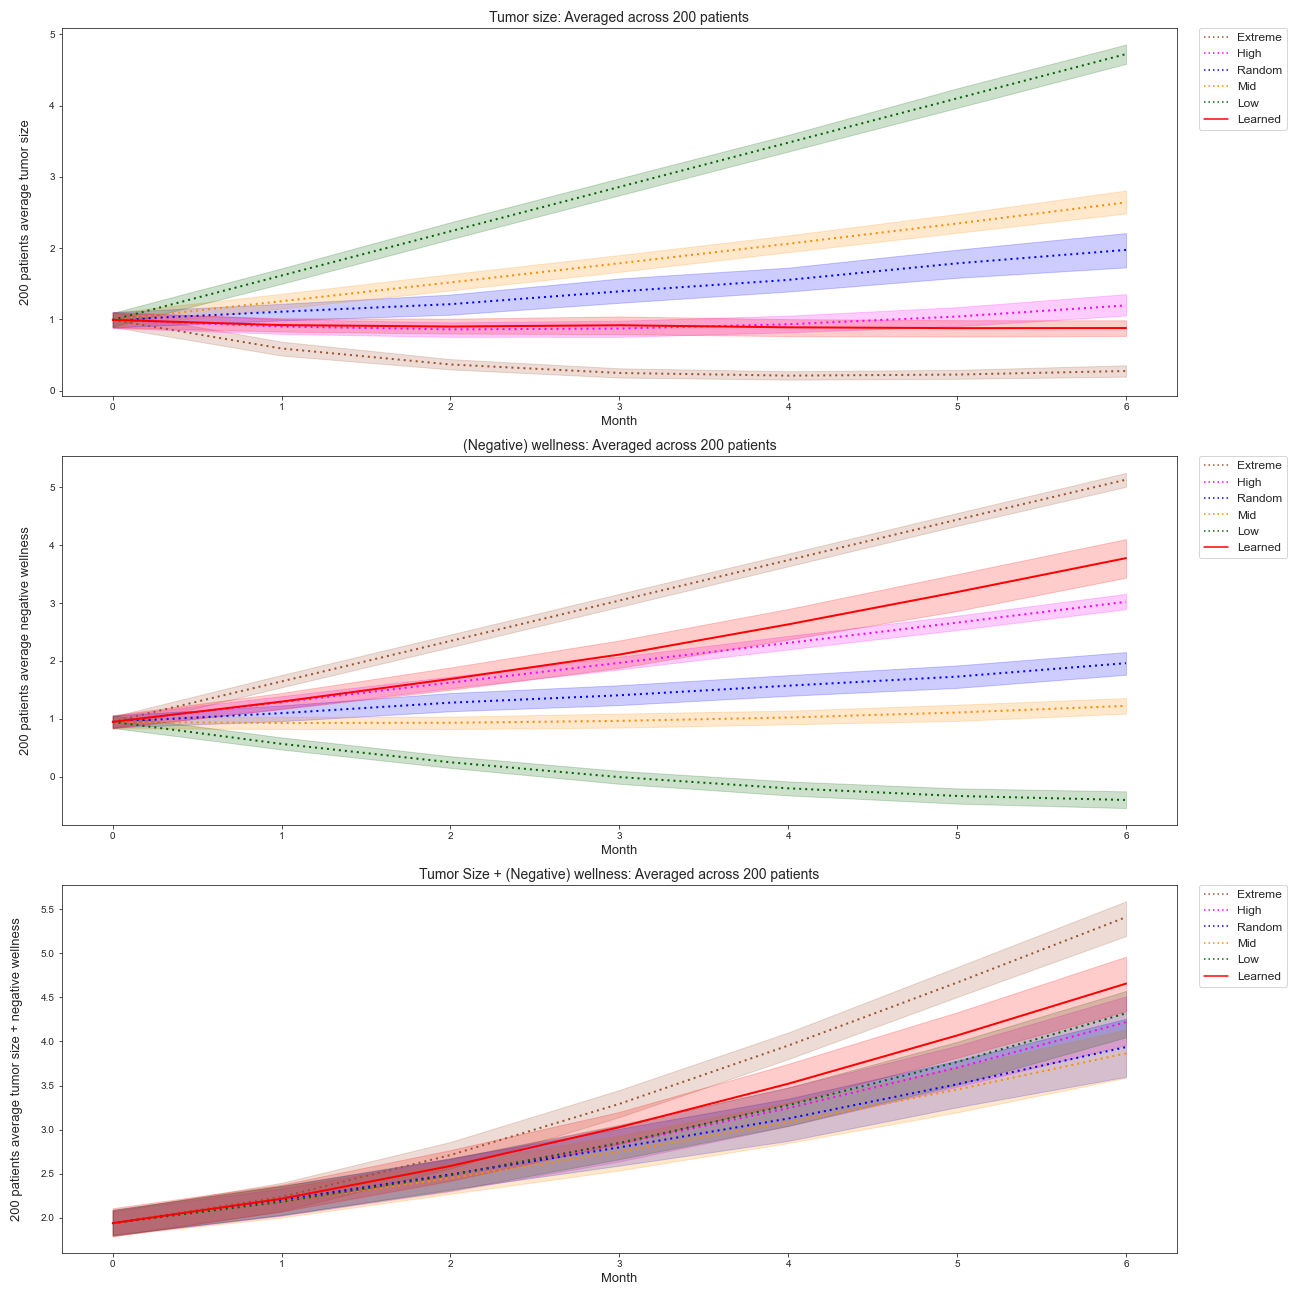 Tumor size: Averaged across 200 patients
200 patients average tumor size
5
4
3
2
1
0
0 1 2 3 4 5 6
Month
Extreme
High
Random
Mid
Low
Learned
(Negative) wellness: Averaged across 200 patients
200 patients average negative wellness
5
4
3
2
1
0
0 1 2 3 4 5 6
Month
Extreme
High
Random
Mid
Low
Learned
Tumor Size + (Negative) wellness: Averaged across 200 patients
200 patients average tumor size + negative wellness
5.5
5.0
4.5
4.0
3.5
3.0
2.5
2.0
0 1 2 3 4 5 6
Month
Extreme
High
Random
Mid
Low
Learned